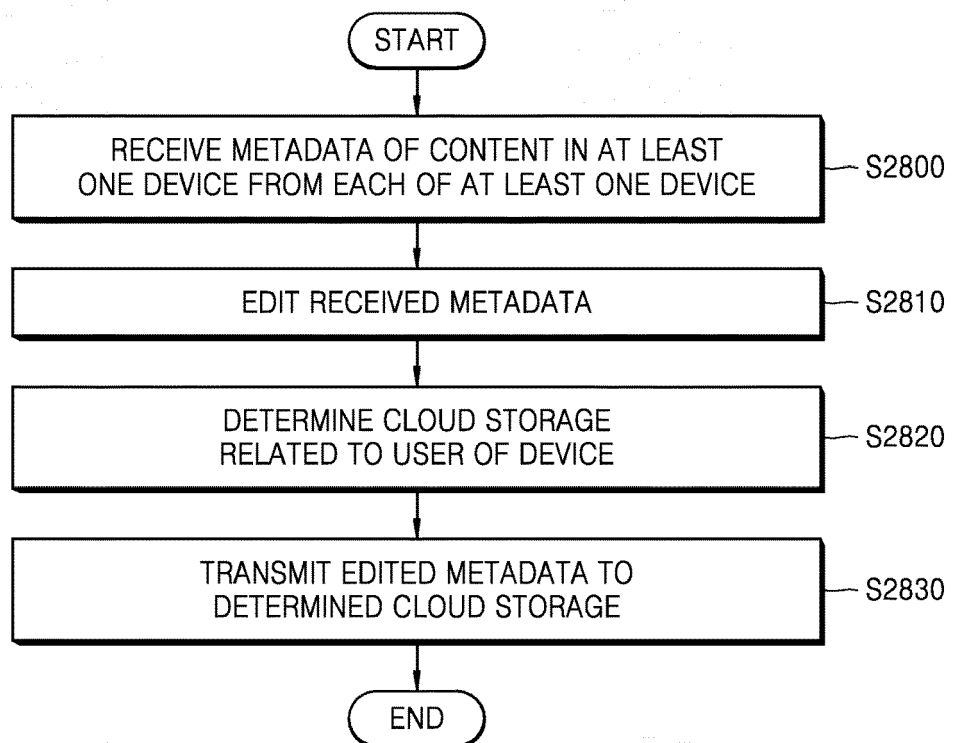 START
RECEIVE METADATA OF CONTENT IN AT LEAST
ONE DEVICE FROM EACH OF AT LEAST ONE DEVICE
S2800
EDIT RECEIVED METADATA
S2810
DETERMINE CLOUD STORAGE
RELATED TO USER OF DEVICE
S2820
TRANSMIT EDITED METADATA TO
DETERMINED CLOUD STORAGE
S2830
END